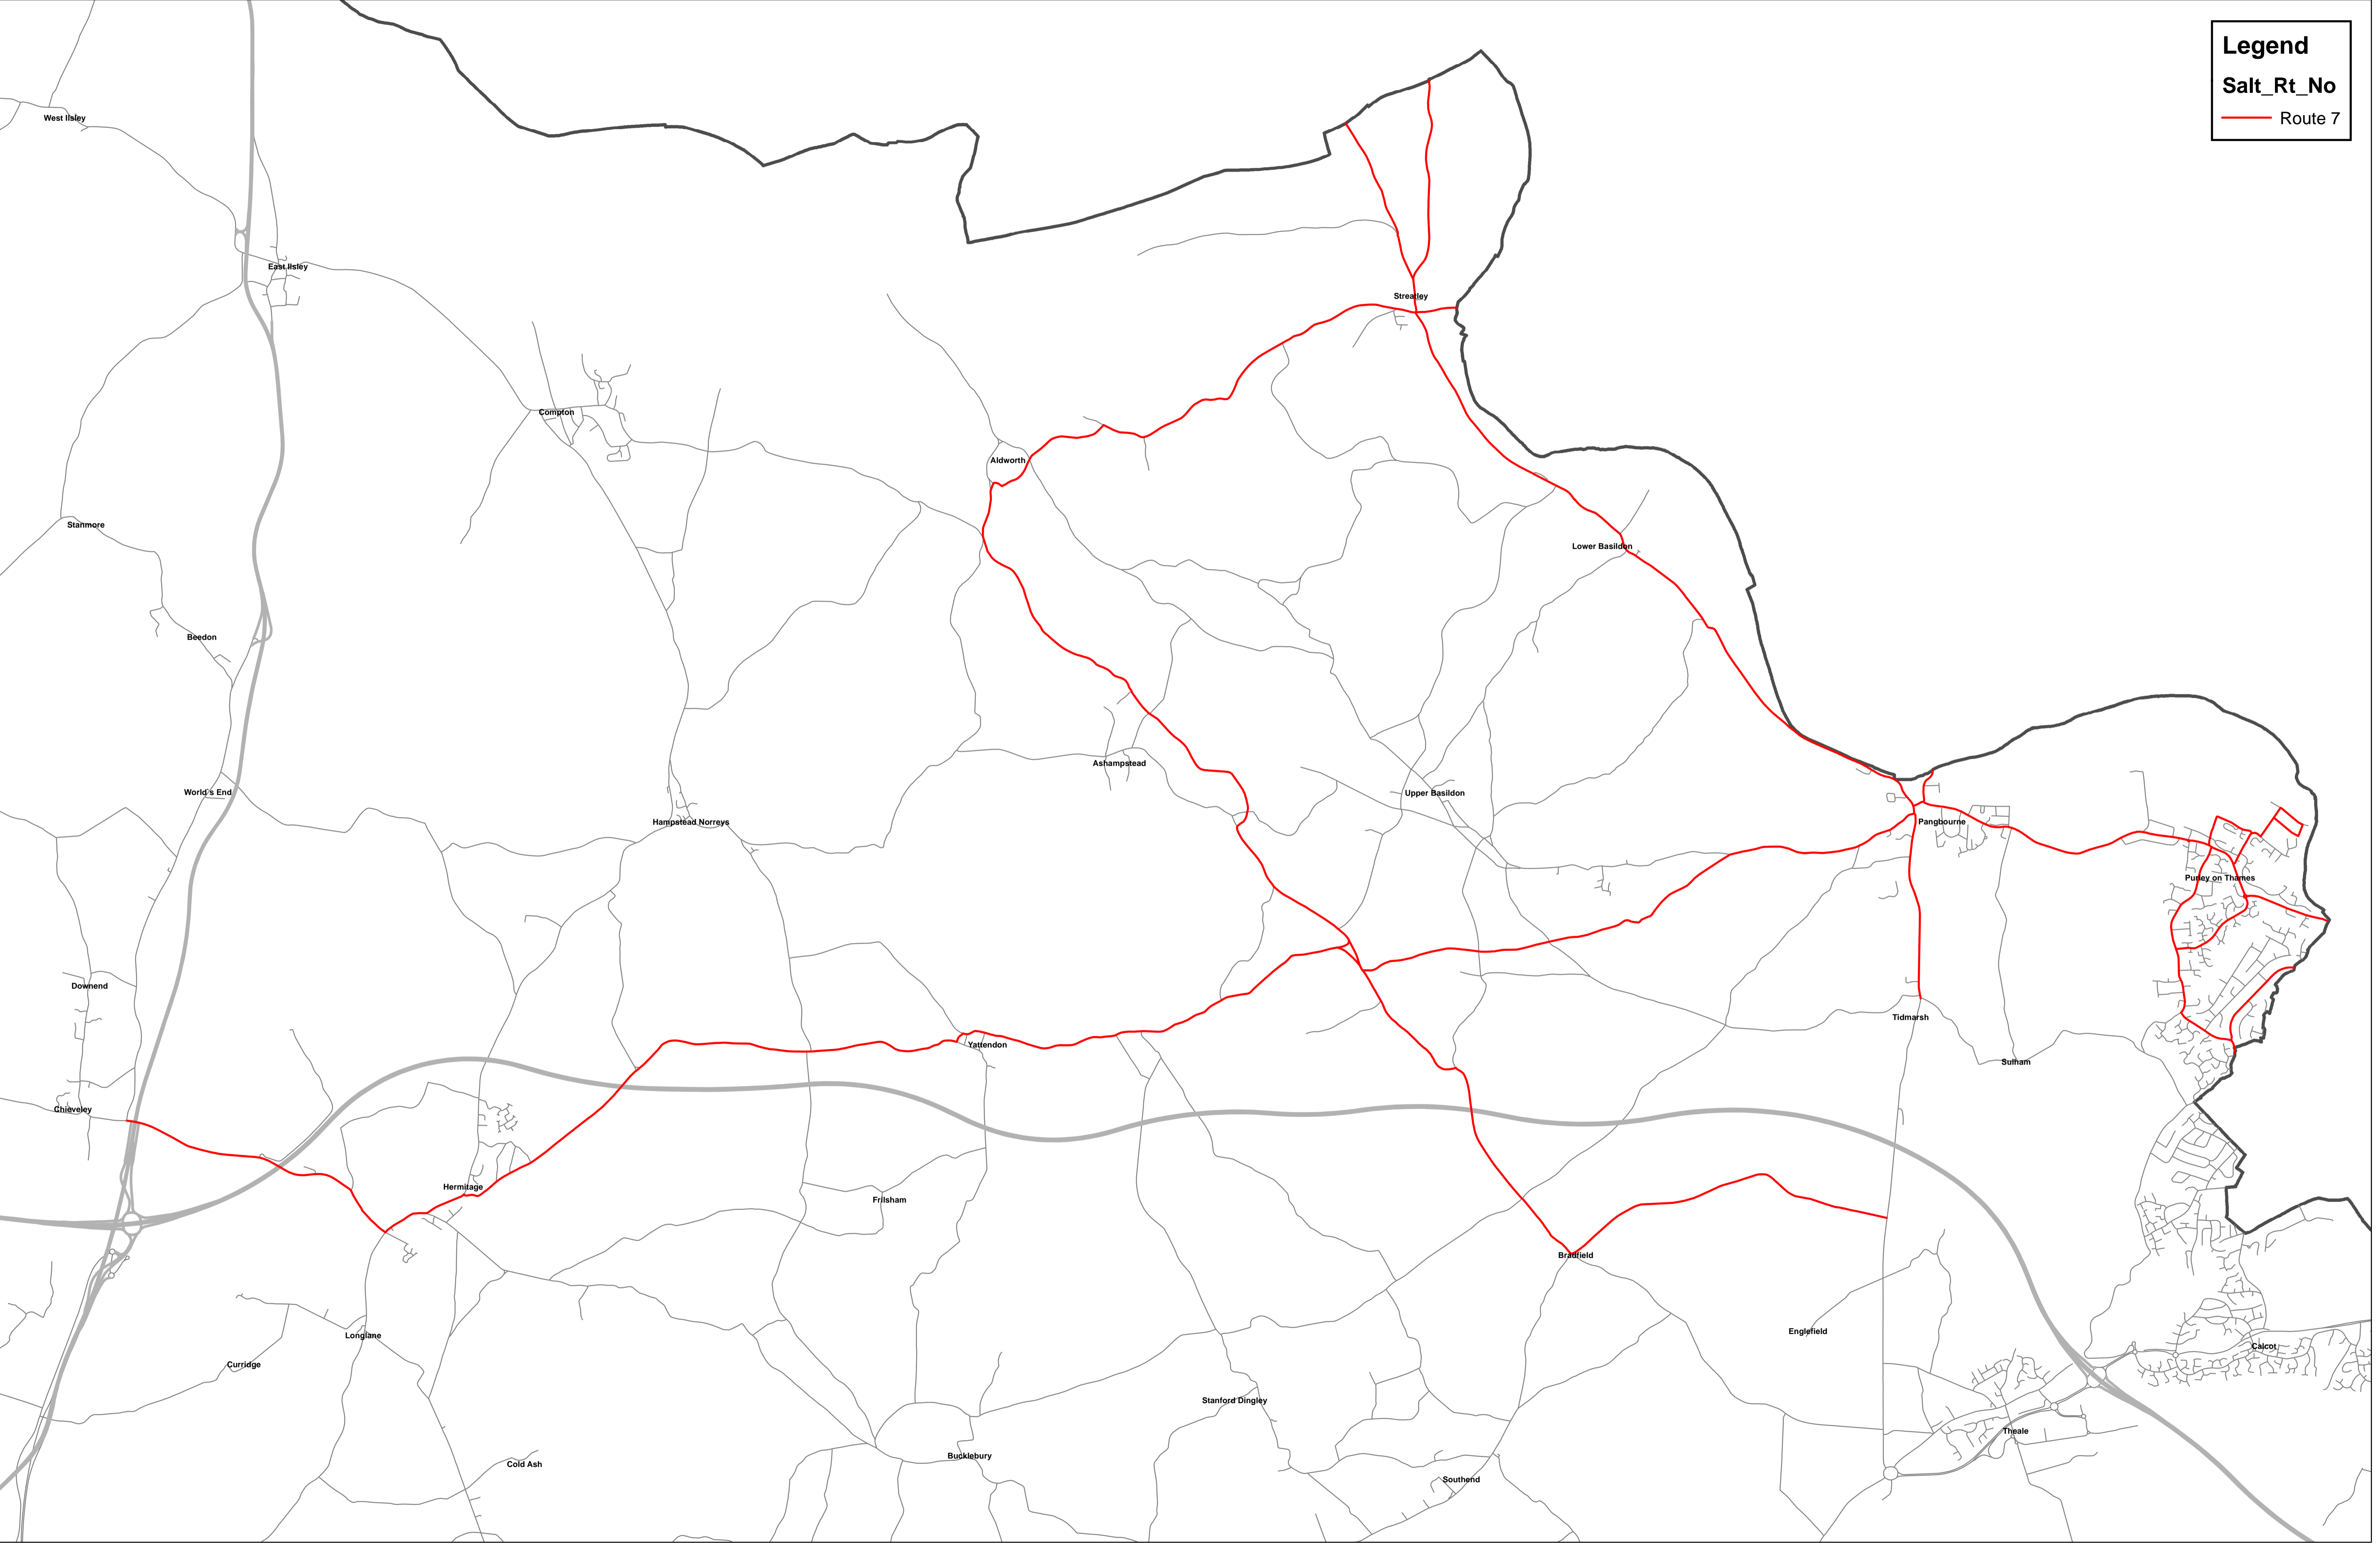 Legend
Salt_Rt_No
Route 7
West Ilsley
East Ilsley
Streatley
Compton
Aldworth
Stanmore
Lower Basildon
Beedon
Ashampstead
World's End
Upper Basildon
Hampstead Norreys
Pangbourne
Purley on Thames
Downend
Tidmarsh
Yattendon
Sulham
Chieveley
Hermitage
Frilsham
Bradfield
Englefield
Longlane
Calcot
Curridge
Stanford Dingley
Theale
Bucklebury
Cold Ash
Southend